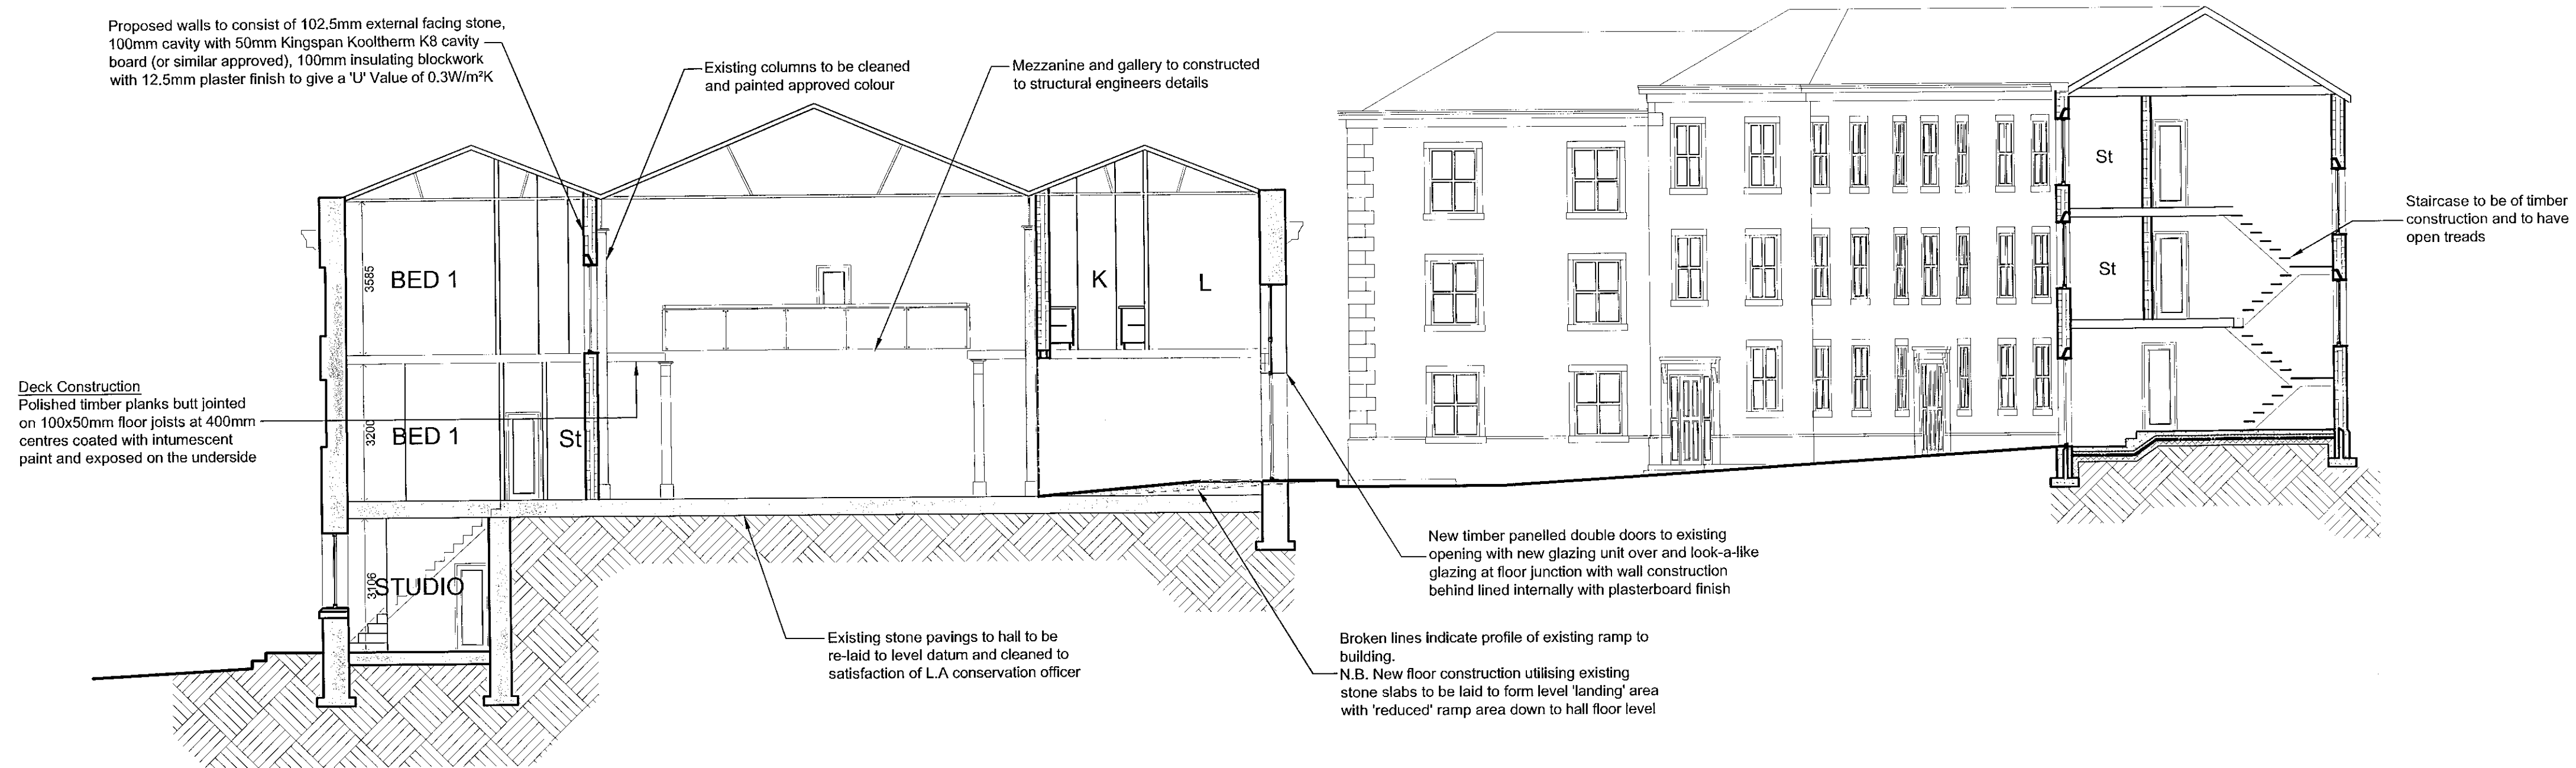 Proposed walls to consist of 102.5mm external facing stone,
100mm cavity with 50mm Kingspan Kooltherm K8 cavity
board (or similar approved), 100mm insulating blockwork
with 12.5mm plaster finish to give a 'U' Value of 0.3W/m²K
Existing columns to be cleaned
and painted approved colour
Mezzanine and gallery to constructed
to structural engineers details
St
Staircase to be of timber
construction and to have
open treads
3585
BED 1
K
L
St
Deck Construction
Polished timber planks butt jointed
on 100x50mm floor joists at 400mm
centres coated with intumescent
paint and exposed on the underside
3200
BED 1
St
3106
STUDIO
New timber panelled double doors to existing
opening with new glazing unit over and look-a-like
glazing at floor junction with wall construction
behind lined internally with plasterboard finish
Existing stone pavings to hall to be
re-laid to level datum and cleaned to
satisfaction of L.A conservation officer
Broken lines indicate profile of existing ramp to
building.
N.B. New floor construction utilising existing
stone slabs to be laid to form level 'landing' area
with 'reduced' ramp area down to hall floor level